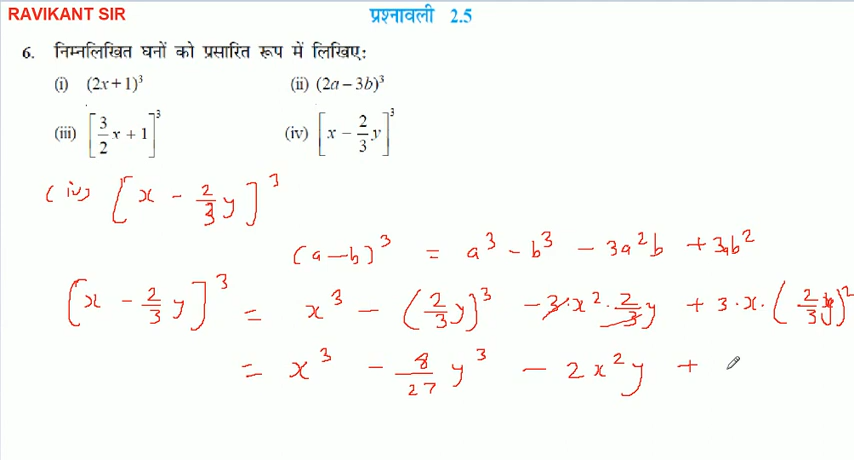 RAVIKANT SIR प्रश्नावली 2.5
6. निम्नलिखित घनों को प्रसारित रूप में लिखिए:
(i) (2x+1)³ (ii) (2a – 3b)³
(iii) [3/2 x + 1]³ (iv) [x – 2/3 y]³
(iv) [x – 2/3 y]³
(a – b)³ = a³ – b³ – 3a²b + 3ab²
[x – 2/3 y]³ = x³ – (2/3 y)³ – 3·x²·2/3 y + 3·x·(2/3 y)²
= x³ – 8/27 y³ – 2x²y +